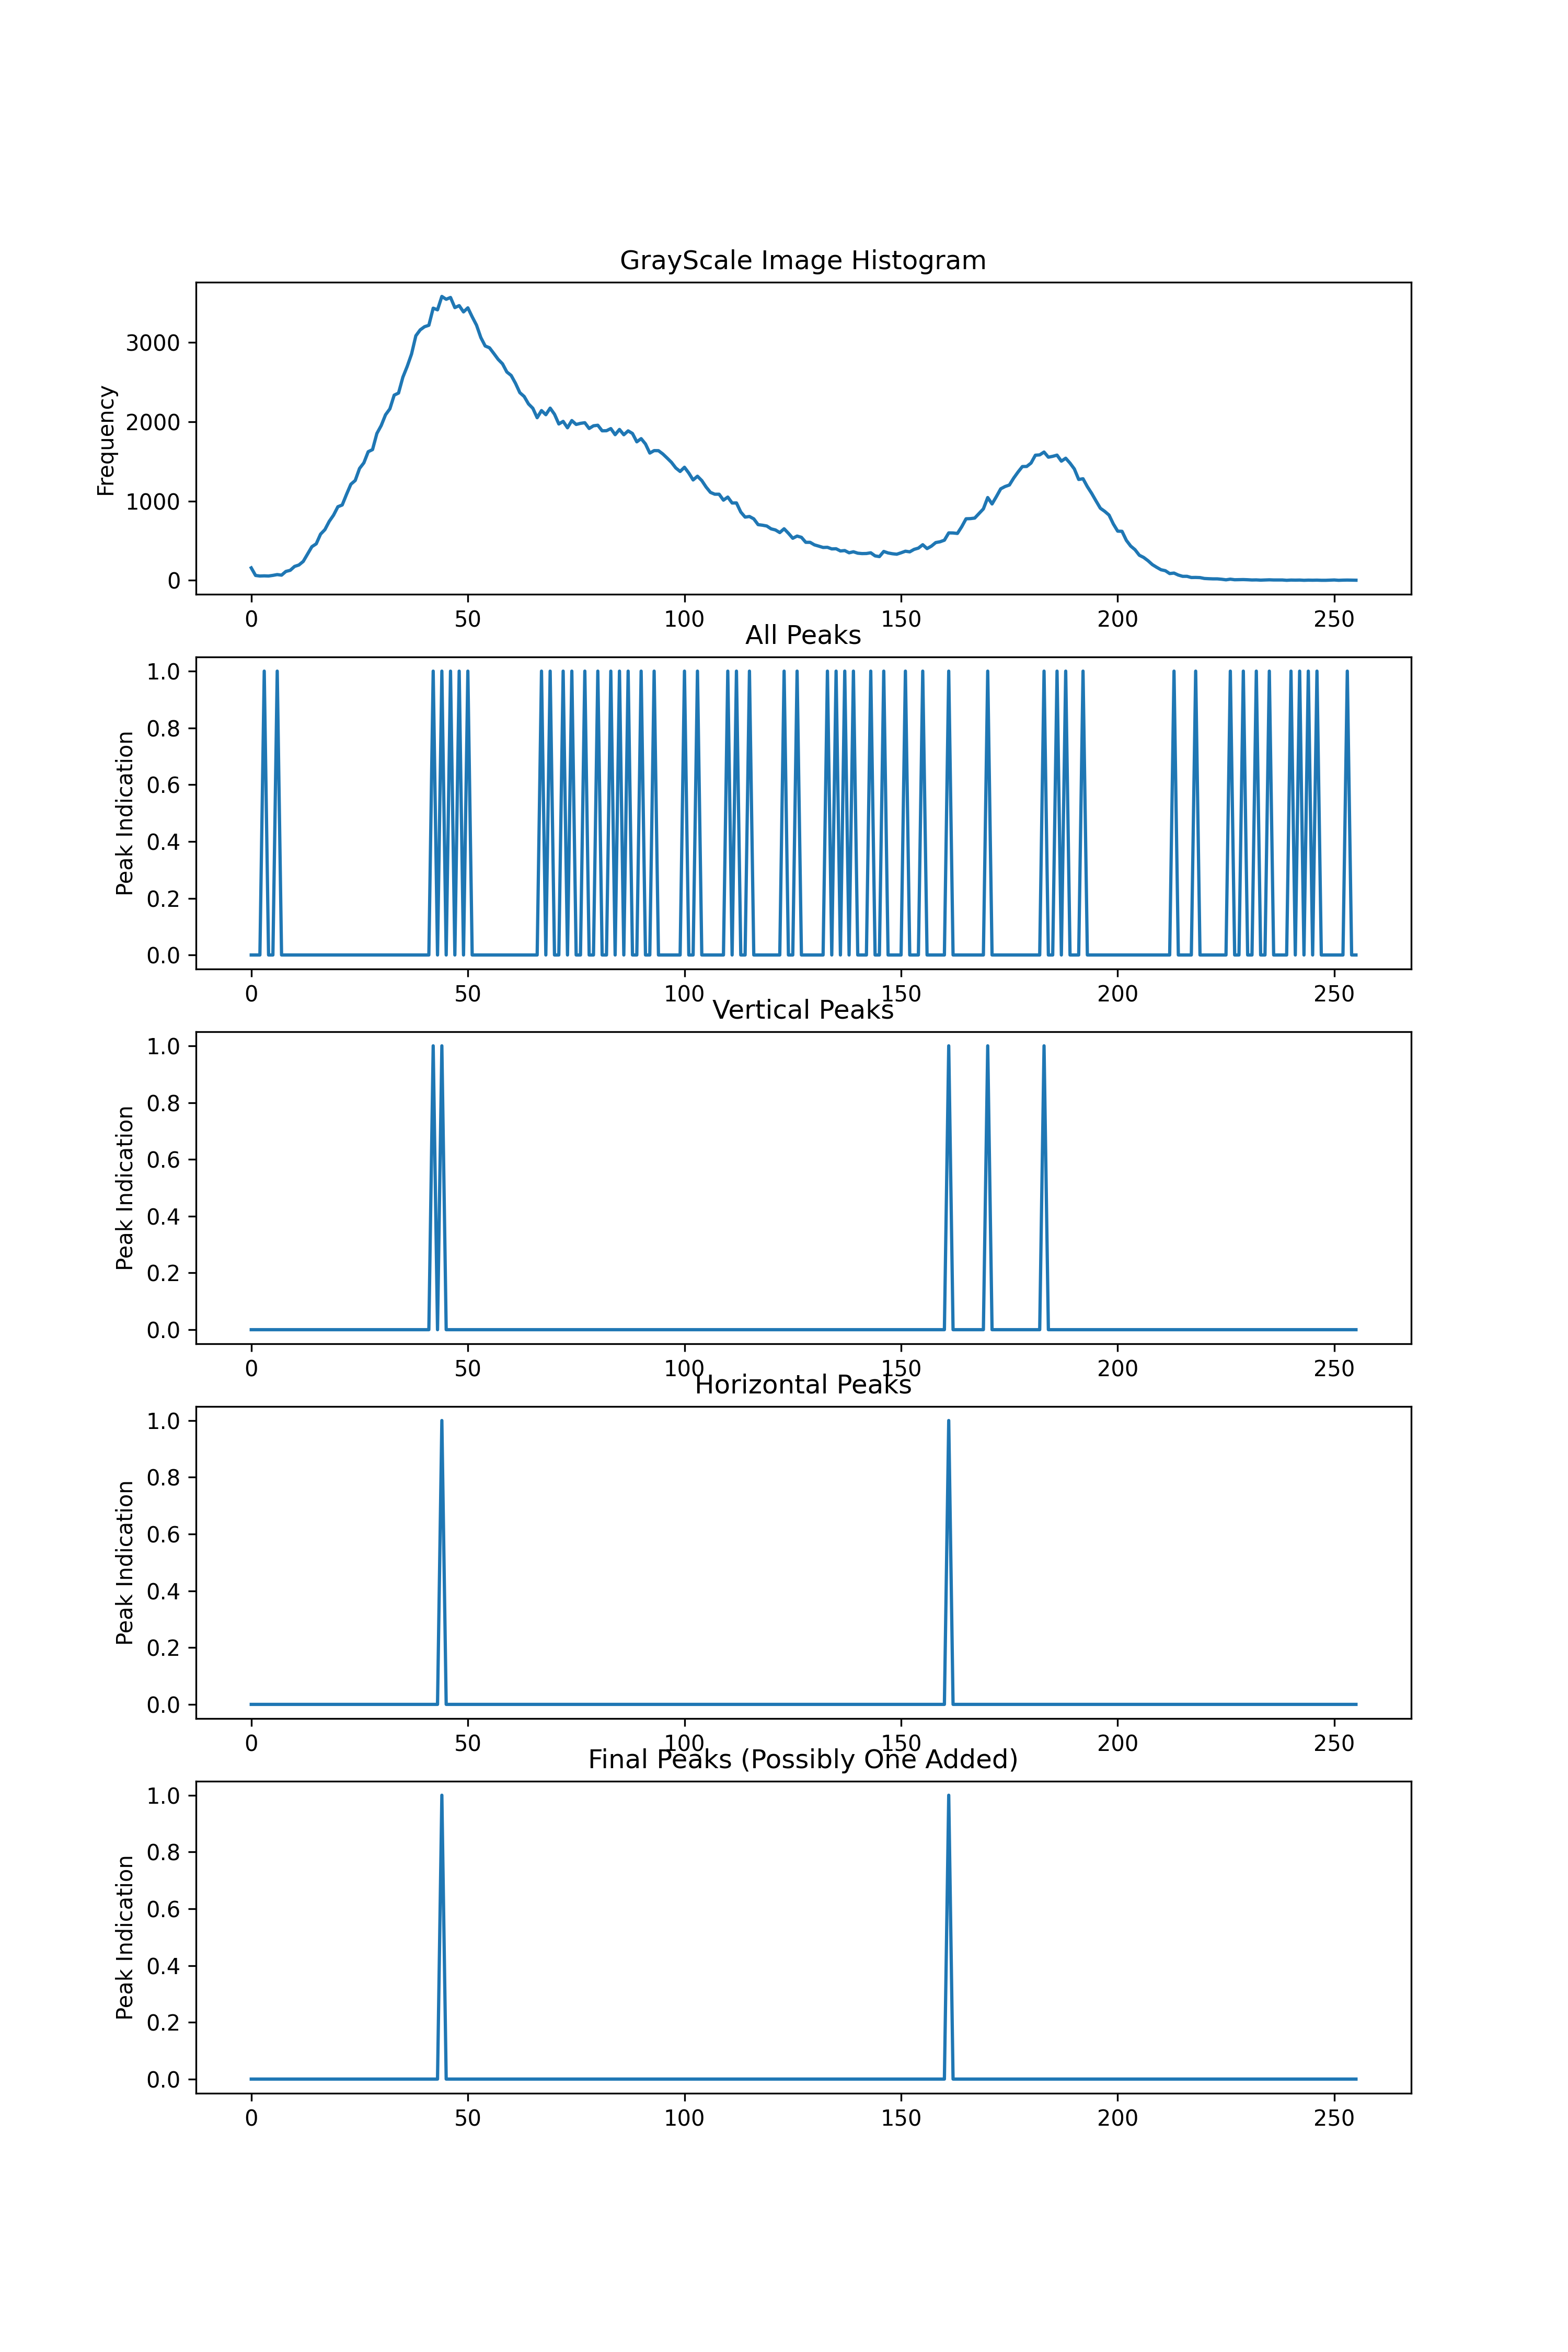 GrayScale Image Histogram
Frequency
3000
2000
1000
0
0 50 100 150 200 250
All Peaks
Peak Indication
1.0
0.8
0.6
0.4
0.2
0.0
0 50 100 150 200 250
Vertical Peaks
Peak Indication
1.0
0.8
0.6
0.4
0.2
0.0
0 50 100 150 200 250
Horizontal Peaks
Peak Indication
1.0
0.8
0.6
0.4
0.2
0.0
0 50 100 150 200 250
Final Peaks (Possibly One Added)
Peak Indication
1.0
0.8
0.6
0.4
0.2
0.0
0 50 100 150 200 250